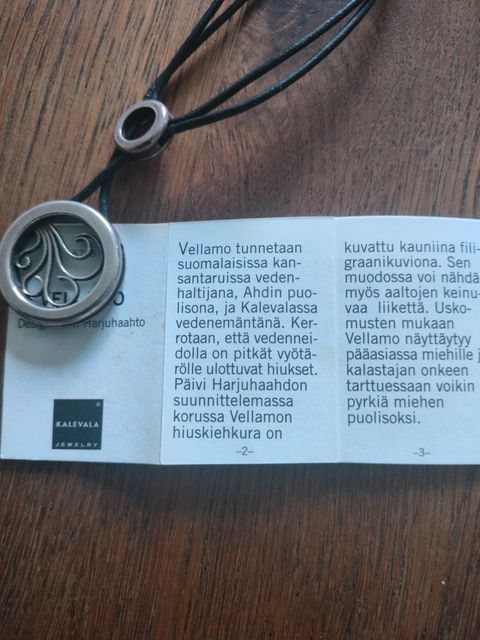 Harjuhaahto
KALEVALA
JEWELRY
Vellamo tunnetaan
suomalaisissa kan-
santaruissa veden-
haltijana, Ahdin puo-
lisona, ja Kalevalassa
vedenemäntänä. Ker-
rotaan, että vedennei-
dolla on pitkät vyötä-
rölle ulottuvat hiukset.
Päivi Harjuhaahdon
suunnittelemassa
korussa Vellamon
hiuskiehkura on
-2-
kuvattu kauniina fili-
graanikuviona. Sen
muodossa voi nähdä
myös aaltojen keinu-
vaa liikettä. Usko-
musten mukaan
Vellamo näyttäytyy
pääasiassa miehille j
kalastajan onkeen
tarttuessaan voikin
pyrkiä miehen
puolisoksi.
-3-